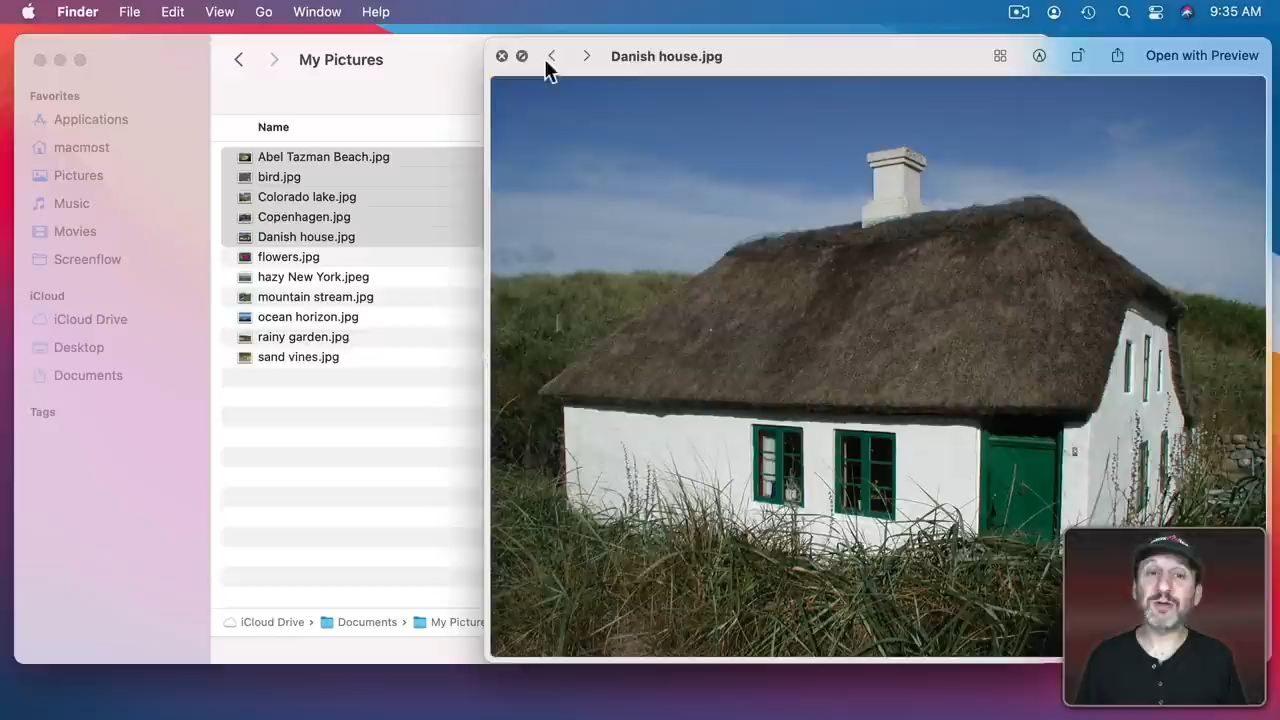 Finder File Edit View Go Window Help 9:35 AM
My Pictures
Danish house.jpg
Open with Preview
Favorites
Applications
macmost
Pictures
Music
Movies
Screenflow
iCloud
iCloud Drive
Desktop
Documents
Tags
Name
Abel Tazman Beach.jpg
bird.jpg
Colorado lake.jpg
Copenhagen.jpg
Danish house.jpg
flowers.jpg
hazy New York.jpeg
mountain stream.jpg
ocean horizon.jpg
rainy garden.jpg
sand vines.jpg
iCloud Drive › Documents › My Picture